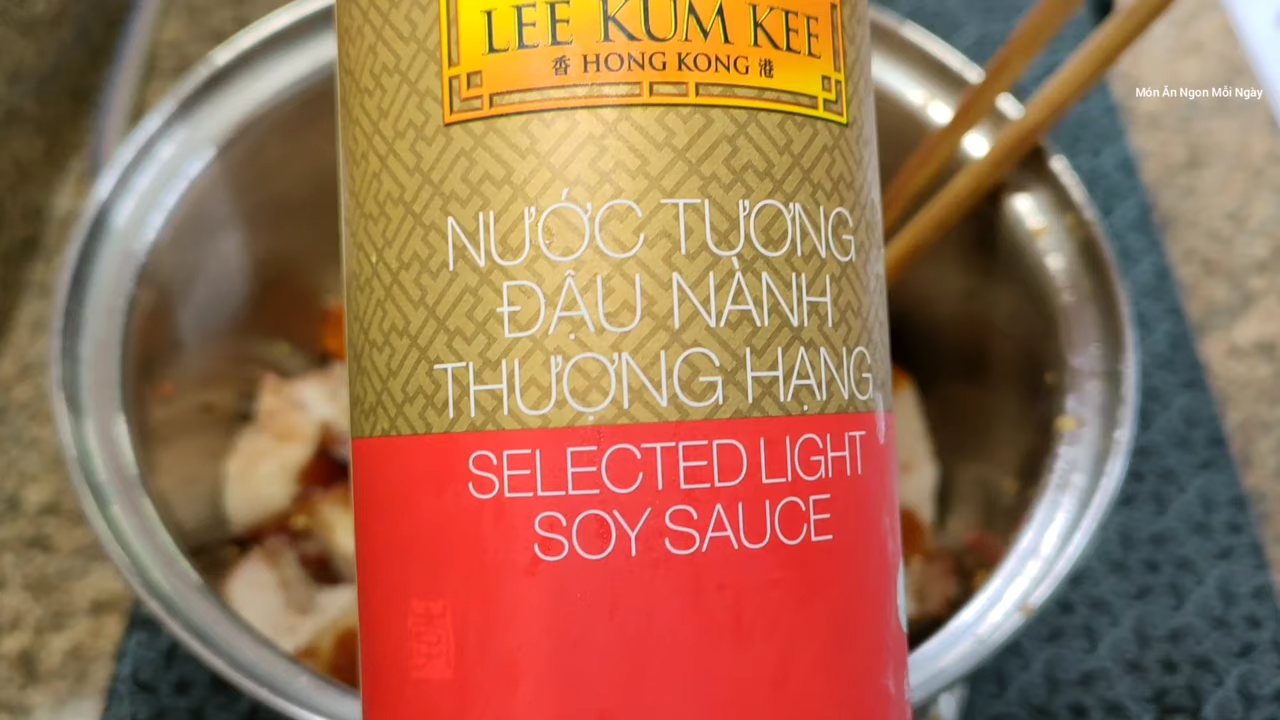 LEE KUM KEE
香 HONG KONG 港
Món Ăn Ngon Mỗi Ngày
NƯỚC TƯƠNG
ĐẬU NÀNH
THƯỢNG HẠNG
SELECTED LIGHT
SOY SAUCE